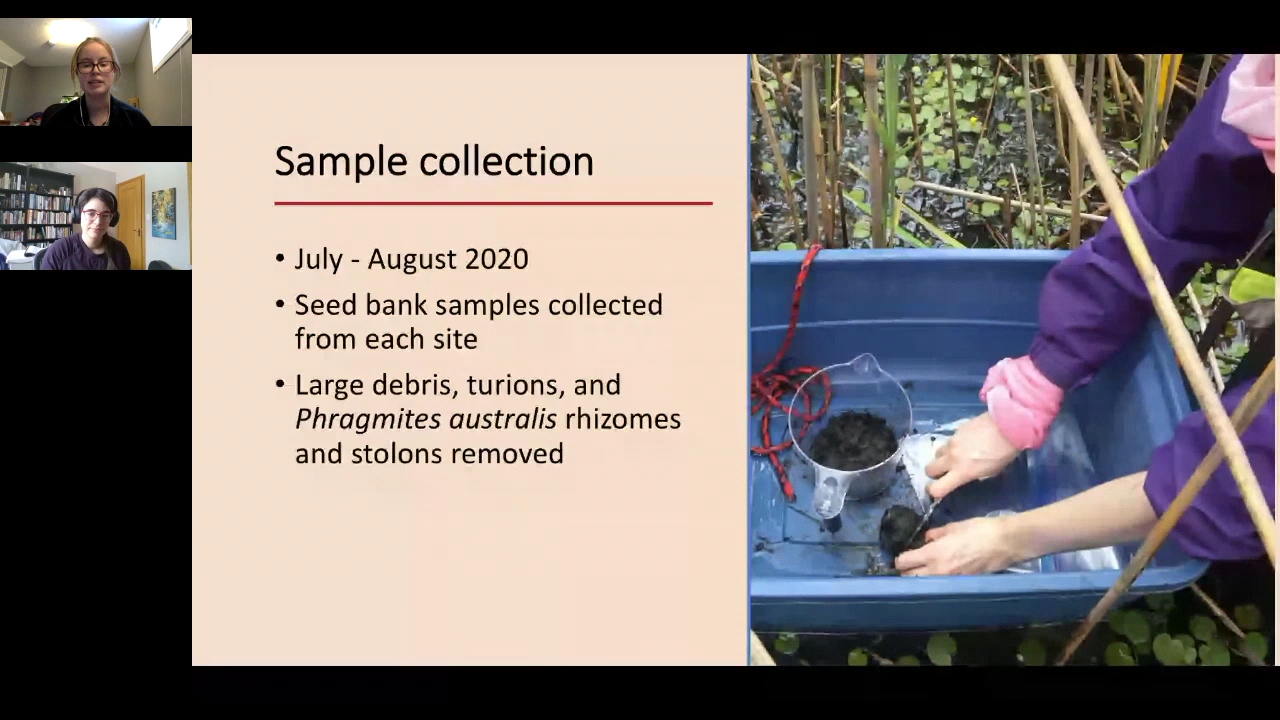 Sample collection
• July - August 2020
• Seed bank samples collected
from each site
• Large debris, turions, and
Phragmites australis rhizomes
and stolons removed